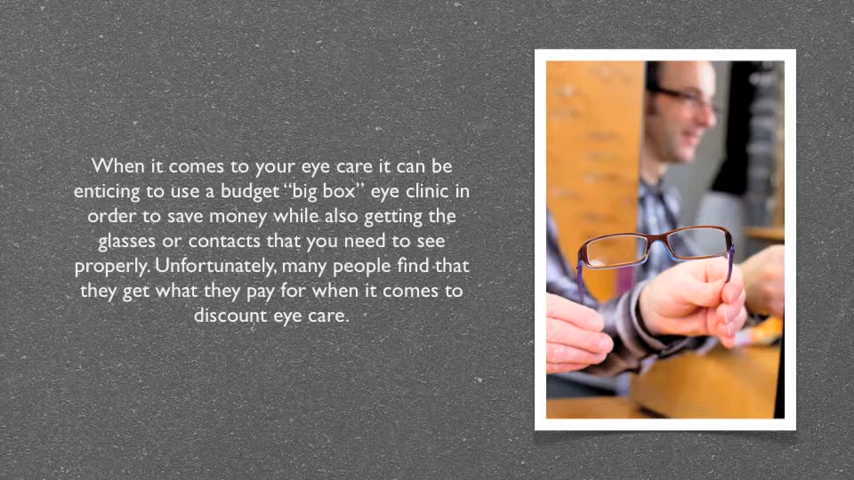 When it comes to your eye care it can be
enticing to use a budget “big box” eye clinic in
order to save money while also getting the
glasses or contacts that you need to see
properly. Unfortunately, many people find that
they get what they pay for when it comes to
discount eye care.